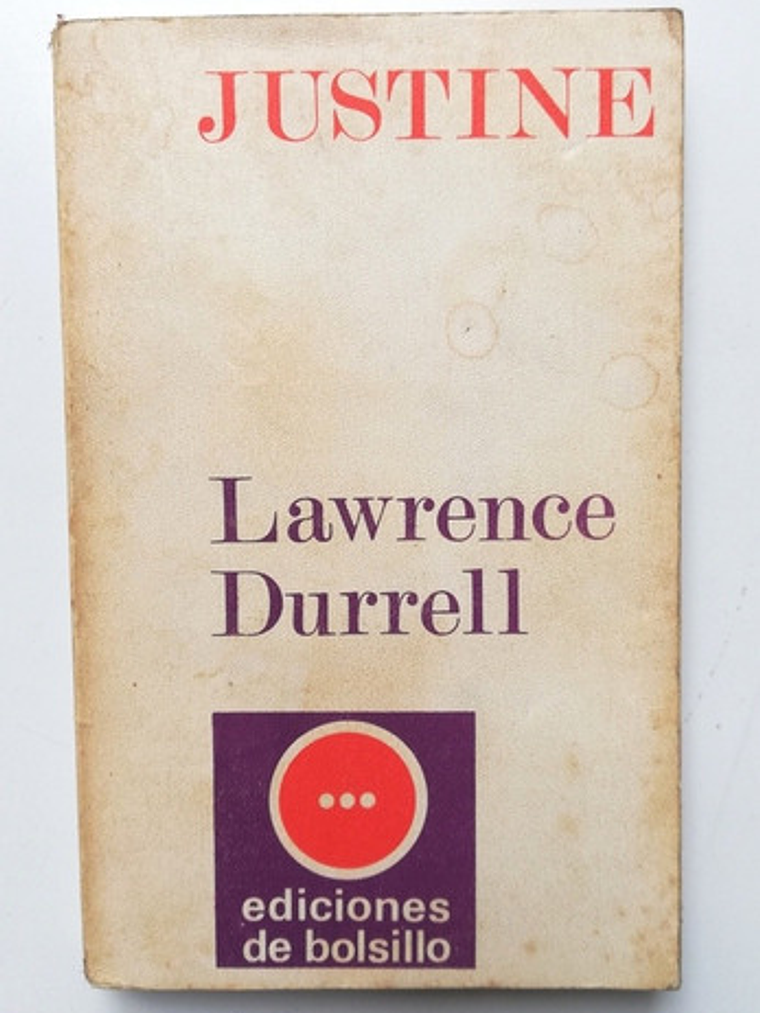 JUSTINE
Lawrence
Durrell
ediciones
de bolsillo